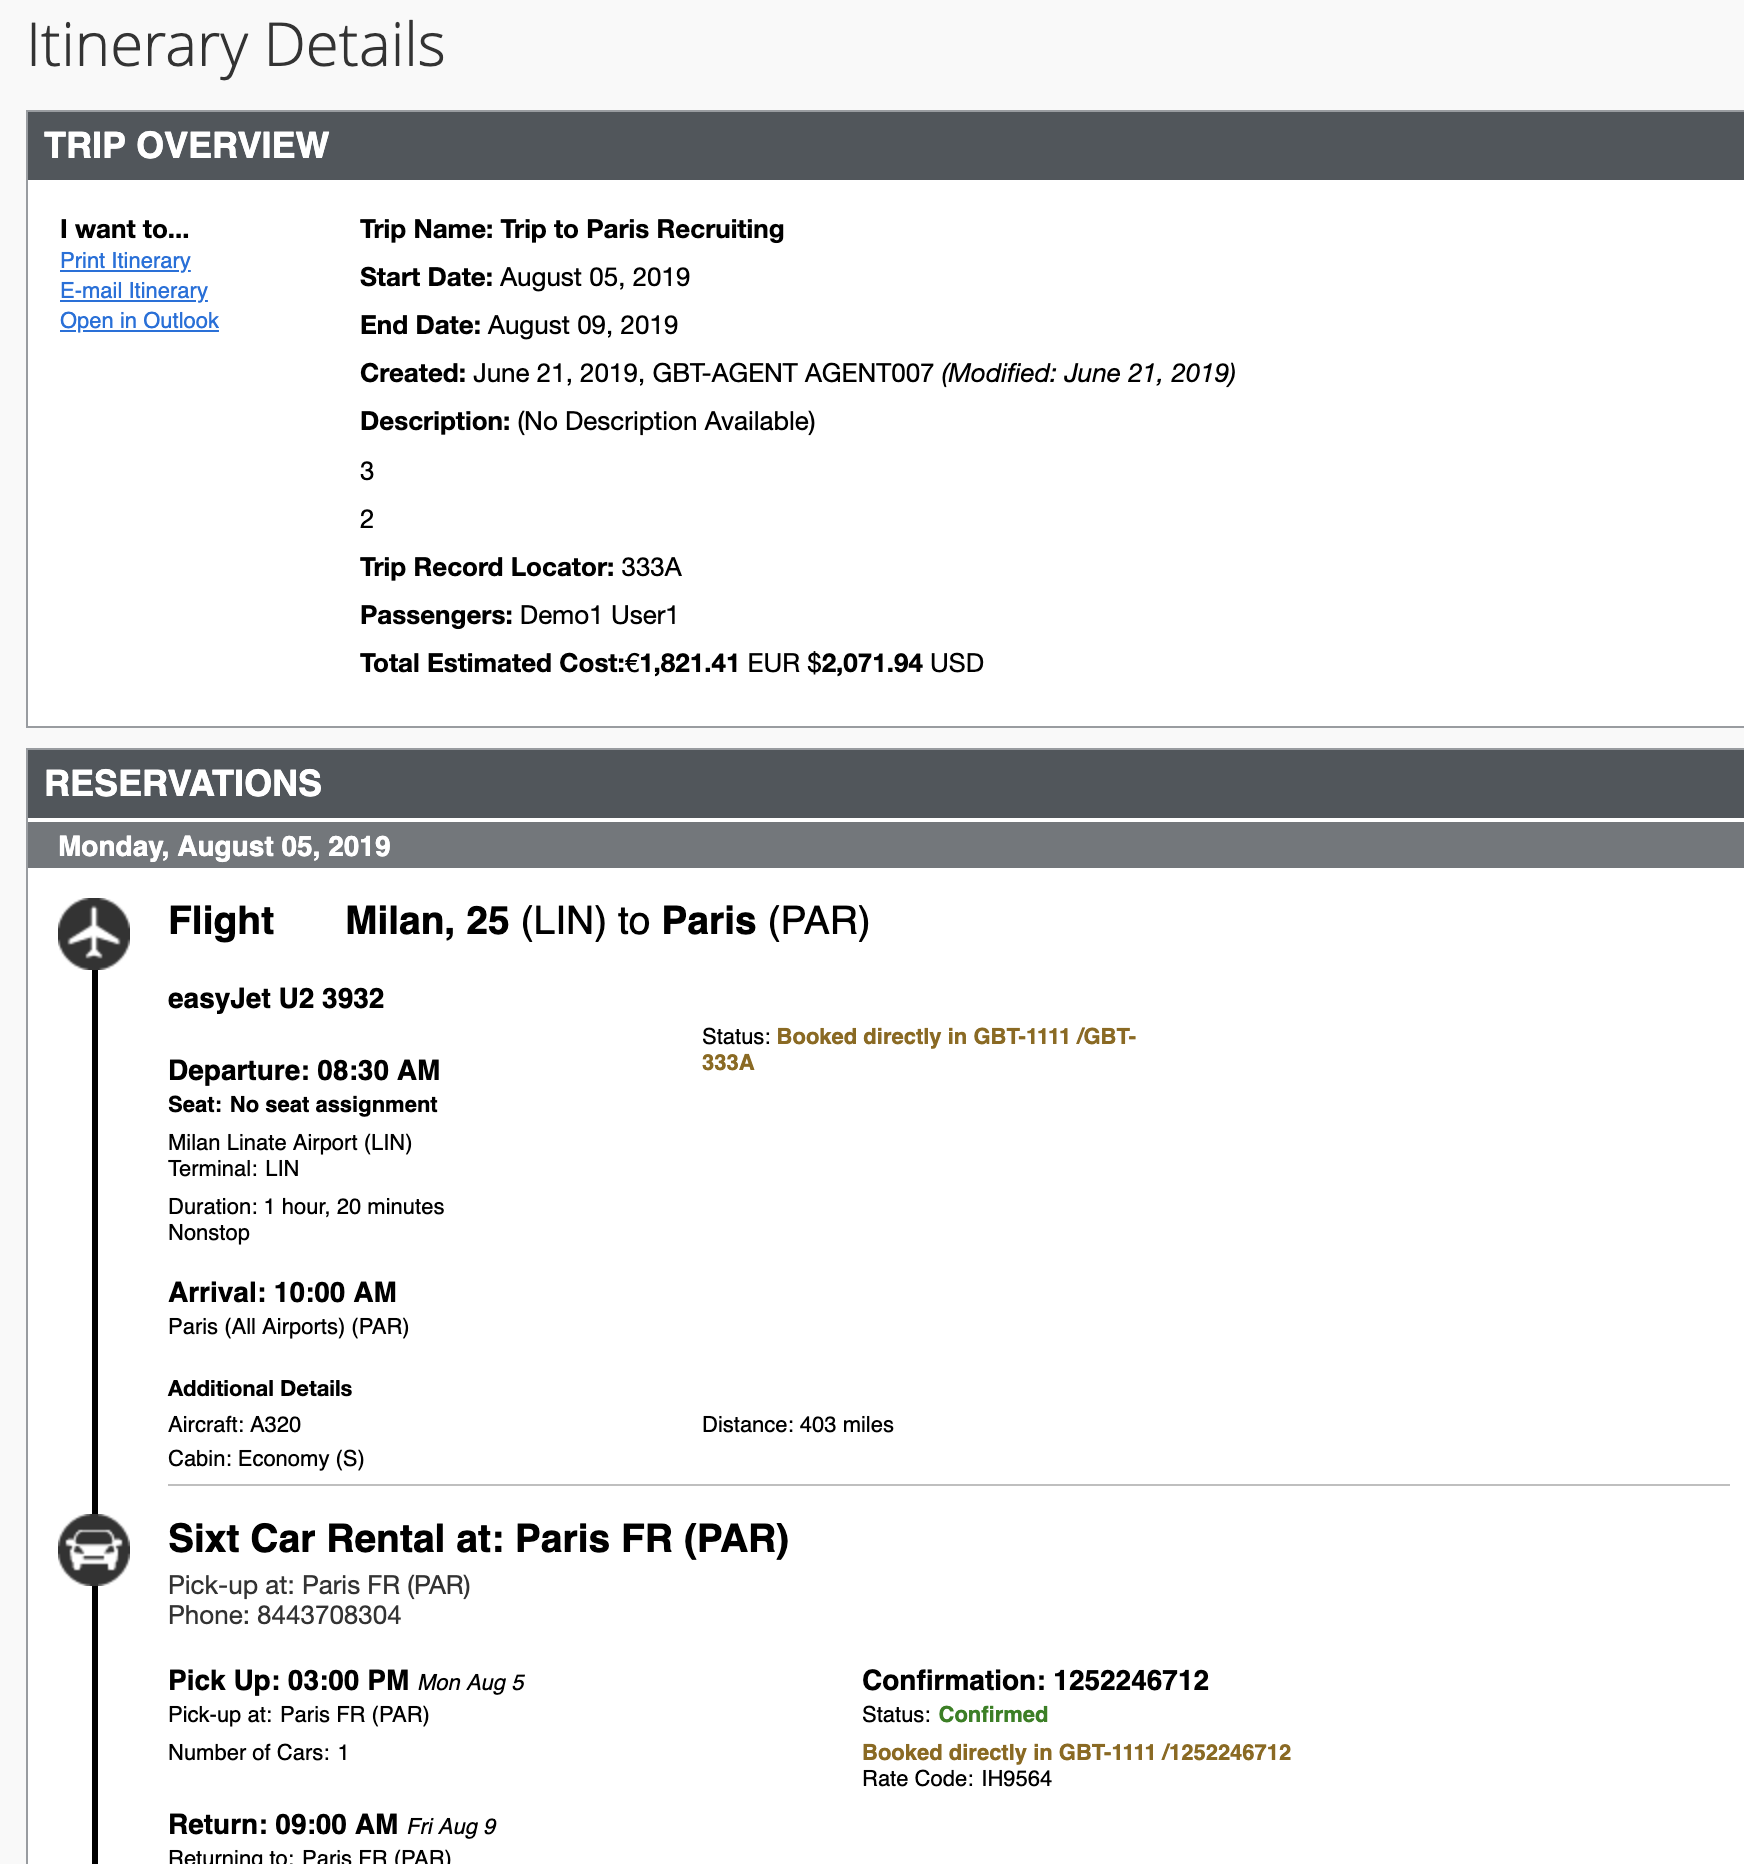 Itinerary Details
TRIP OVERVIEW
I want to...
Print Itinerary
E-mail Itinerary
Open in Outlook
Trip Name: Trip to Paris Recruiting
Start Date: August 05, 2019
End Date: August 09, 2019
Created: June 21, 2019, GBT-AGENT AGENT007 (Modified: June 21, 2019)
Description: (No Description Available)
3
2
Trip Record Locator: 333A
Passengers: Demo1 User1
Total Estimated Cost:€1,821.41 EUR $2,071.94 USD
RESERVATIONS
Monday, August 05, 2019
Flight Milan, 25 (LIN) to Paris (PAR)
easyJet U2 3932
Status: Booked directly in GBT-1111 /GBT-
333A
Departure: 08:30 AM
Seat: No seat assignment
Milan Linate Airport (LIN)
Terminal: LIN
Duration: 1 hour, 20 minutes
Nonstop
Arrival: 10:00 AM
Paris (All Airports) (PAR)
Additional Details
Aircraft: A320
Distance: 403 miles
Cabin: Economy (S)
Sixt Car Rental at: Paris FR (PAR)
Pick-up at: Paris FR (PAR)
Phone: 8443708304
Pick Up: 03:00 PM Mon Aug 5
Pick-up at: Paris FR (PAR)
Number of Cars: 1
Confirmation: 1252246712
Status: Confirmed
Booked directly in GBT-1111 /1252246712
Rate Code: IH9564
Return: 09:00 AM Fri Aug 9
Returning to: Paris FR (PAR)